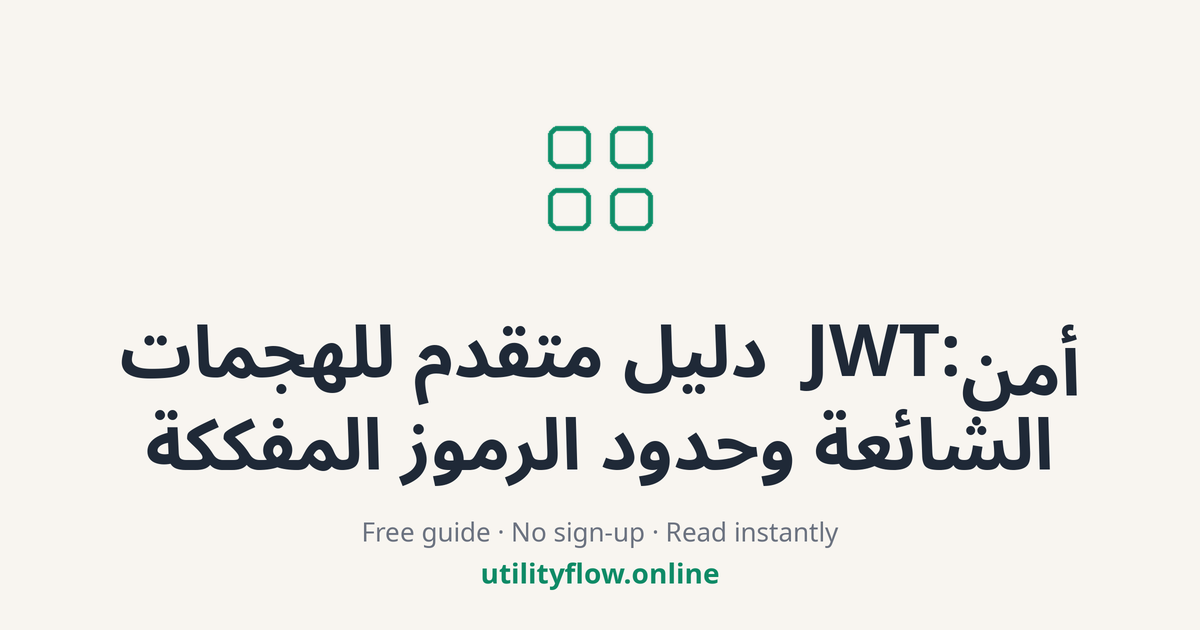 أمن JWT: دليل متقدم للهجمات
الشائعة وحدود الرموز المفككة
Free guide · No sign-up · Read instantly
utilityflow.online